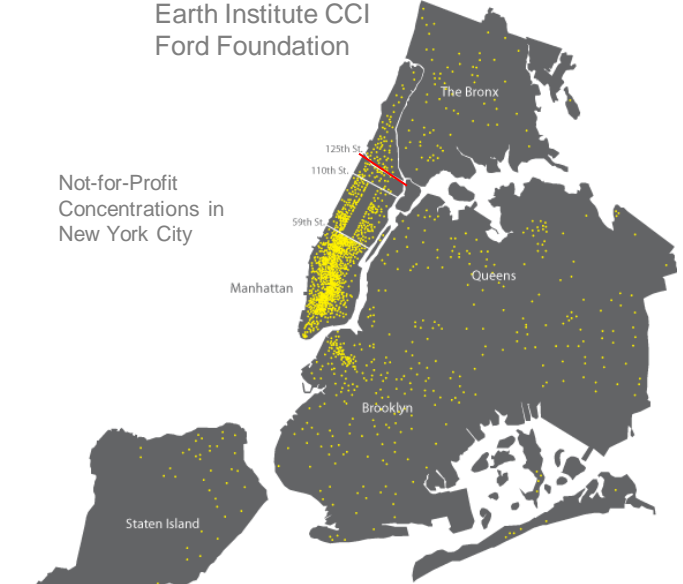 Earth Institute CCI
Ford Foundation
The Bronx
125th St.
110th St.
Not-for-Profit
Concentrations in
New York City
59th St.
Queens
Manhattan
Brooklyn
Staten Island